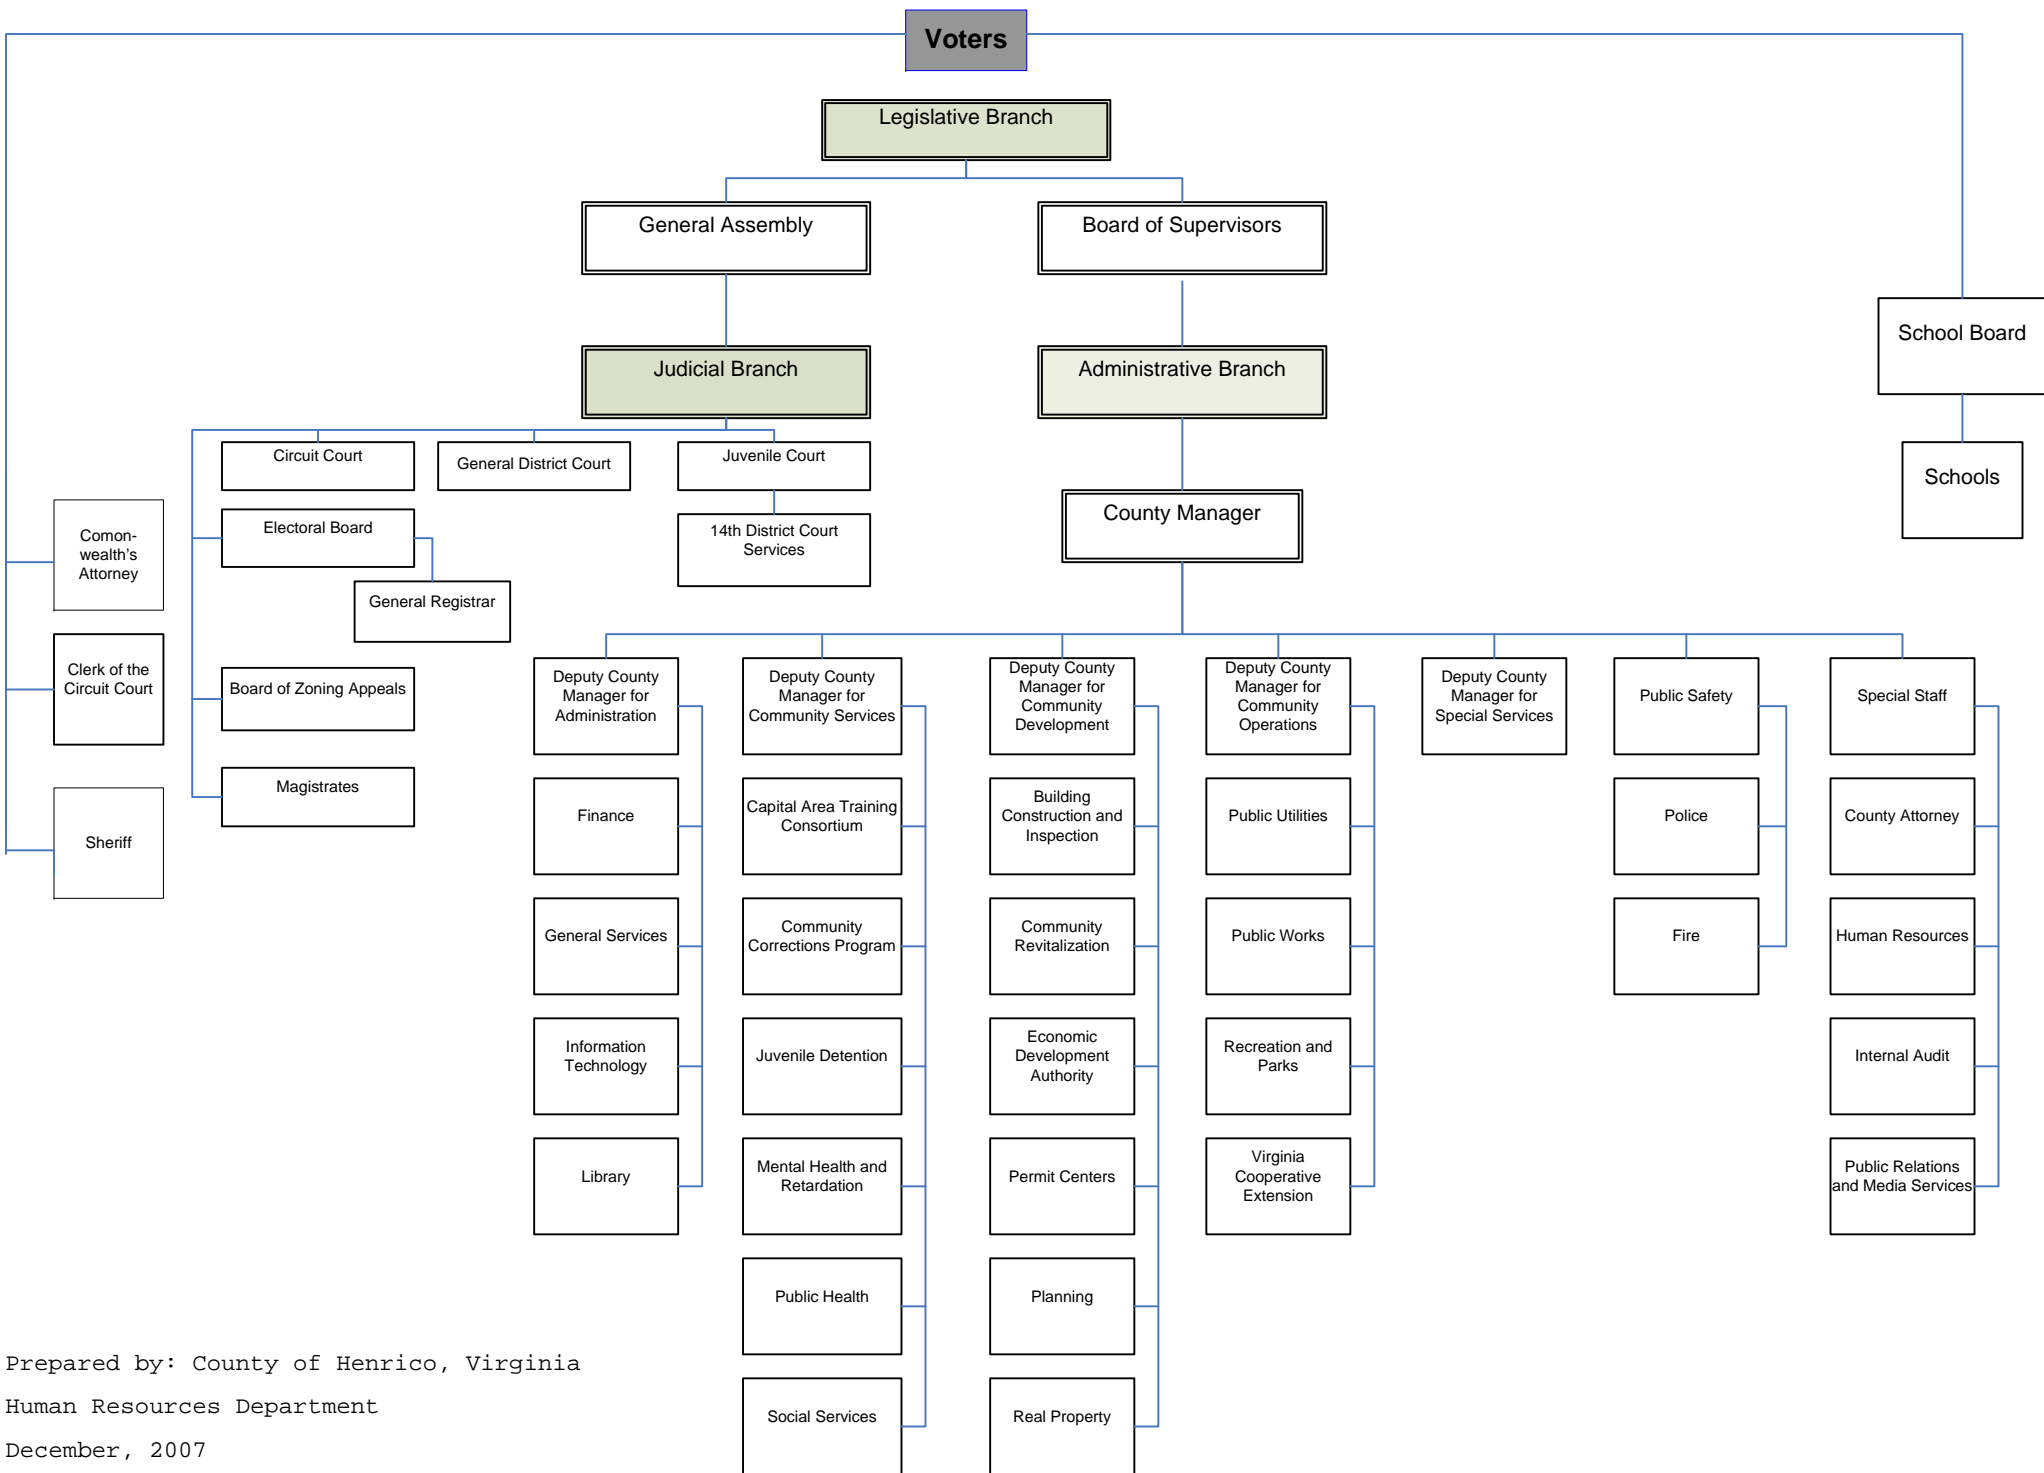 Voters
Legislative Branch
General Assembly
Board of Supervisors
School Board
Judicial Branch
Administrative Branch
Circuit Court
General District Court
Juvenile Court
Schools
County Manager
Comon-
wealth's
Attorney
Electoral Board
14th District Court
Services
General Registrar
Clerk of the
Circuit Court
Board of Zoning Appeals
Magistrates
Sheriff
Deputy County
Manager for
Administration
Finance
General Services
Information
Technology
Library
Deputy County
Manager for
Community Services
Capital Area Training
Consortium
Community
Corrections Program
Juvenile Detention
Mental Health and
Retardation
Public Health
Social Services
Deputy County
Manager for
Community
Development
Building
Construction and
Inspection
Community
Revitalization
Economic
Development
Authority
Permit Centers
Planning
Real Property
Deputy County
Manager for
Community
Operations
Public Utilities
Public Works
Recreation and
Parks
Virginia
Cooperative
Extension
Deputy County
Manager for
Special Services
Public Safety
Police
Fire
Special Staff
County Attorney
Human Resources
Internal Audit
Public Relations
and Media Services
Prepared by: County of Henrico, Virginia
Human Resources Department
December, 2007